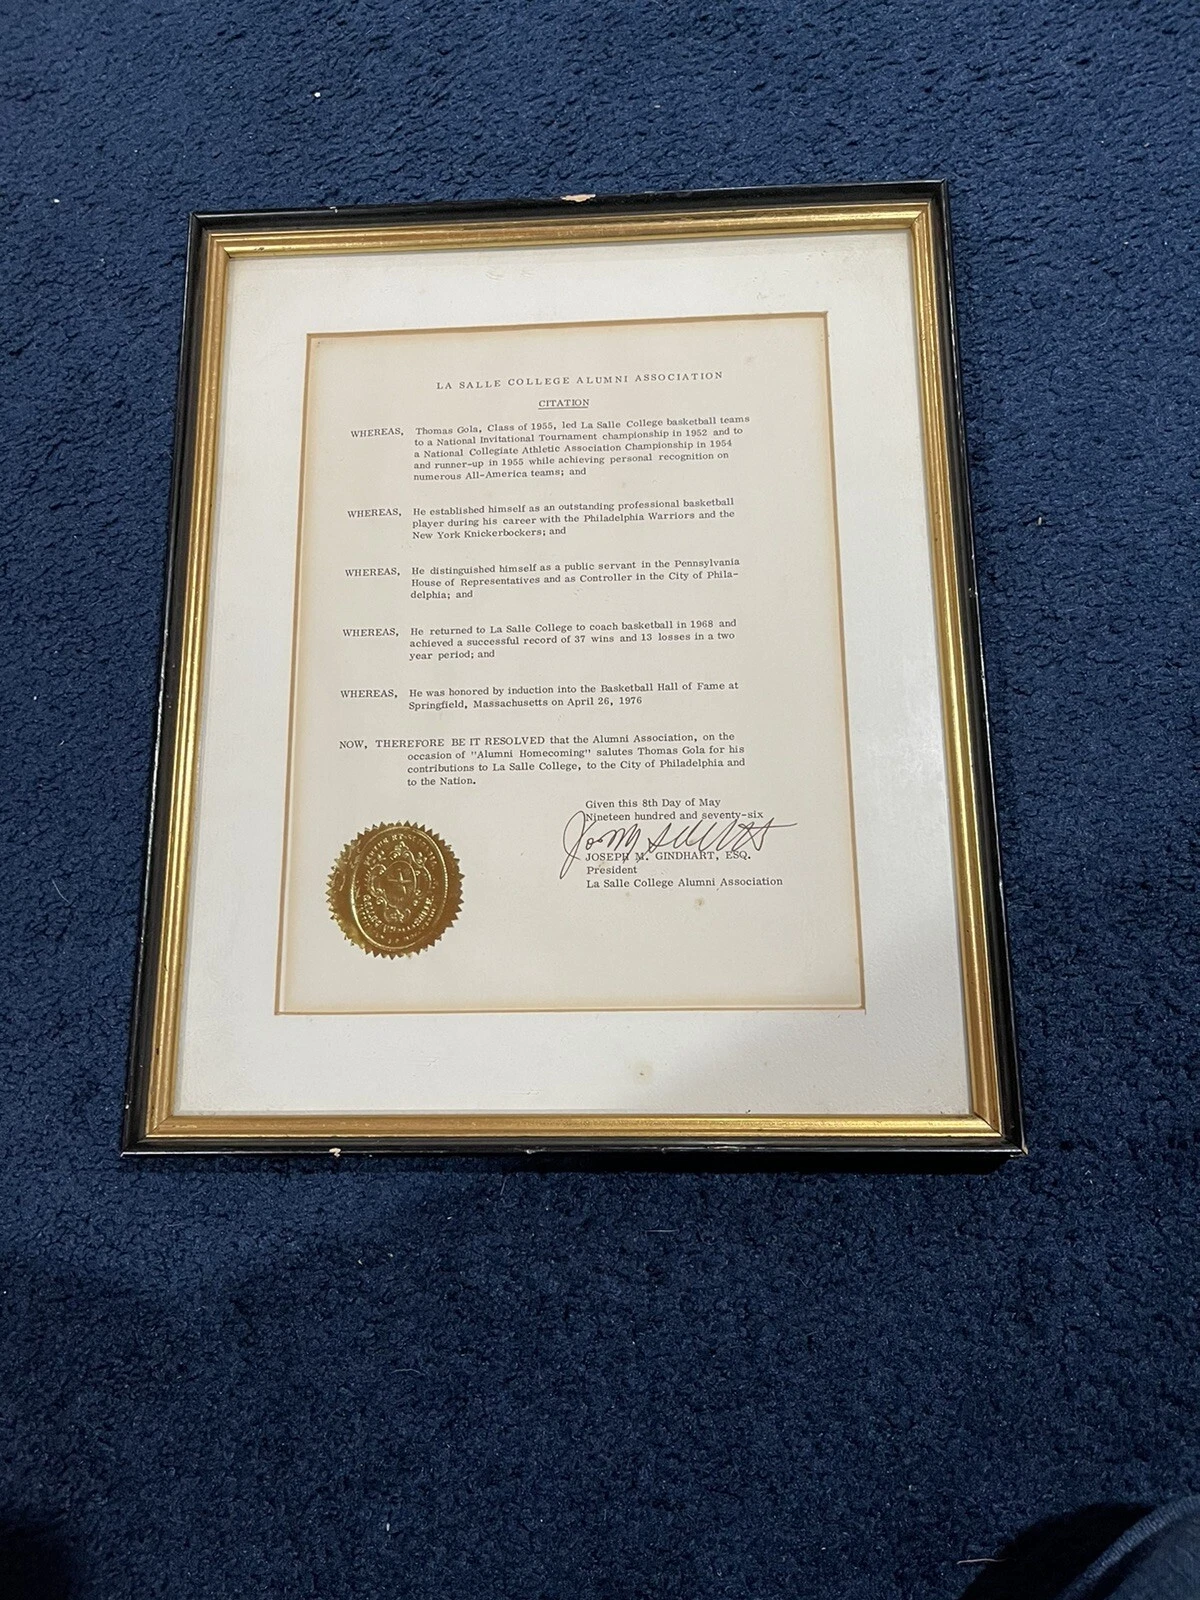 LA SALLE COLLEGE ALUMNI ASSOCIATION
CITATION
WHEREAS, Thomas Gola, Class of 1955, led La Salle College basketball teams
to a National Invitational Tournament championship in 1952 and to
a National Collegiate Athletic Association Championship in 1954
and runner-up in 1955 while achieving personal recognition on
numerous All-America teams; and
WHEREAS, He established himself as an outstanding professional basketball
player during his career with the Philadelphia Warriors and the
New York Knickerbockers; and
WHEREAS, He distinguished himself as a public servant in the Pennsylvania
House of Representatives and as Controller in the City of Phila-
delphia; and
WHEREAS, He returned to La Salle College to coach basketball in 1968 and
achieved a successful record of 37 wins and 13 losses in a two
year period; and
WHEREAS, He was honored by induction into the Basketball Hall of Fame at
Springfield, Massachusetts on April 26, 1976
NOW, THEREFORE BE IT RESOLVED that the Alumni Association, on the
occasion of "Alumni Homecoming" salutes Thomas Gola for his
contributions to La Salle College, to the City of Philadelphia and
to the Nation.
Given this 8th Day of May
Nineteen hundred and seventy-six
JOSEPH M. GINDHART, ESQ.
President
La Salle College Alumni Association